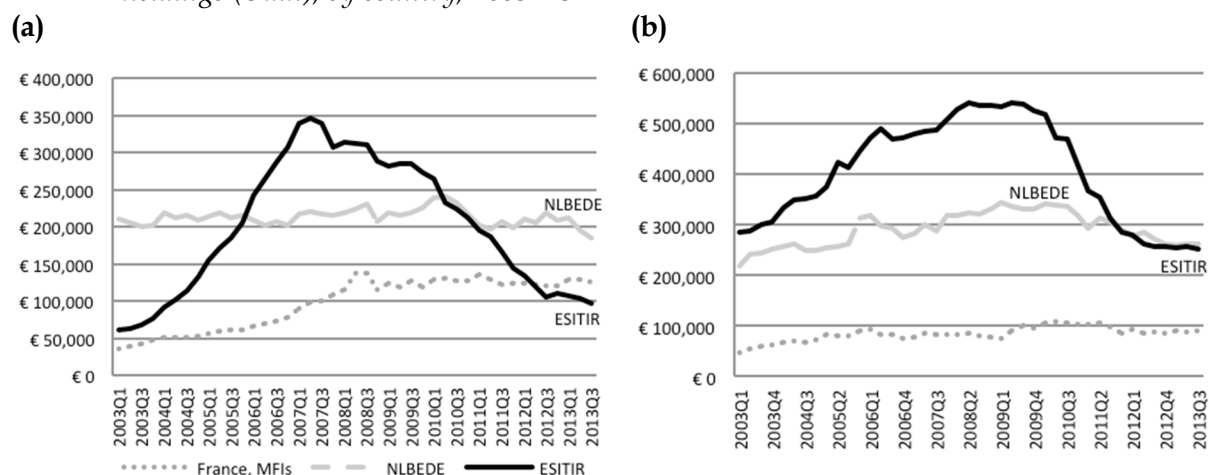 by country,
(a)
€ 400,000
€ 350,000
€ 300,000
€ 250,000
€ 200,000
€ 150,000
€ 100,000
€ 50,000
€ 0
NLBEDE
ESITIR
2003Q1
2003Q3
2004Q1
2004Q3
2005Q1
2005Q3
2006Q1
2006Q3
2007Q1
2007Q3
2008Q1
2008Q3
2009Q1
2009Q3
2010Q1
2010Q3
2011Q1
2011Q3
2012Q1
2012Q3
2013Q1
2013Q3
France, MFIs
NLBEDE
ESITIR
(b)
€ 600,000
€ 500,000
€ 400,000
€ 300,000
€ 200,000
€ 100,000
€ 0
NLBEDE
ESITIR
2003Q1
2003Q4
2004Q3
2005Q2
2006Q1
2006Q4
2007Q3
2008Q2
2009Q1
2009Q4
2010Q3
2011Q2
2012Q1
2012Q4
2013Q3